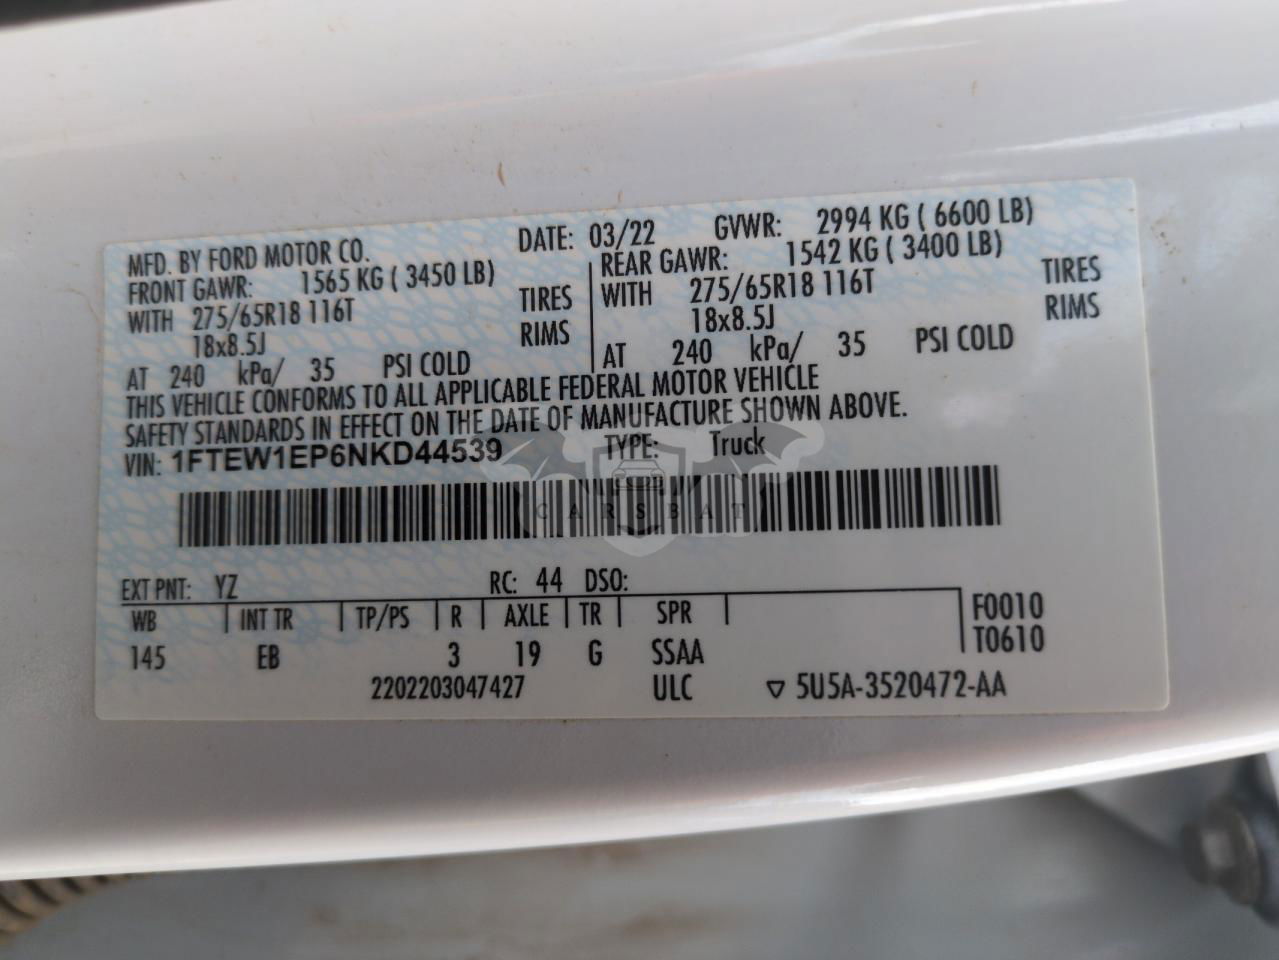 MFD. BY FORD MOTOR CO. DATE: 03/22 GVWR: 2994 KG ( 6600 LB)
FRONT GAWR: 1565 KG ( 3450 LB) REAR GAWR: 1542 KG ( 3400 LB)
WITH 275/65R18 116T TIRES WITH 275/65R18 116T TIRES
18x8.5J RIMS 18x8.5J RIMS
AT 240 kPa/ 35 PSI COLD AT 240 kPa/ 35 PSI COLD
THIS VEHICLE CONFORMS TO ALL APPLICABLE FEDERAL MOTOR VEHICLE
SAFETY STANDARDS IN EFFECT ON THE DATE OF MANUFACTURE SHOWN ABOVE.
VIN: 1FTEW1EP6NKD44539 TYPE: Truck
CARSBAT
EXT PNT: YZ RC: 44 DSO:
WB INT TR TP/PS R AXLE TR SPR F0010
145 EB 3 19 G SSAA T0610
2202203047427 ULC ▽ 5U5A-3520472-AA